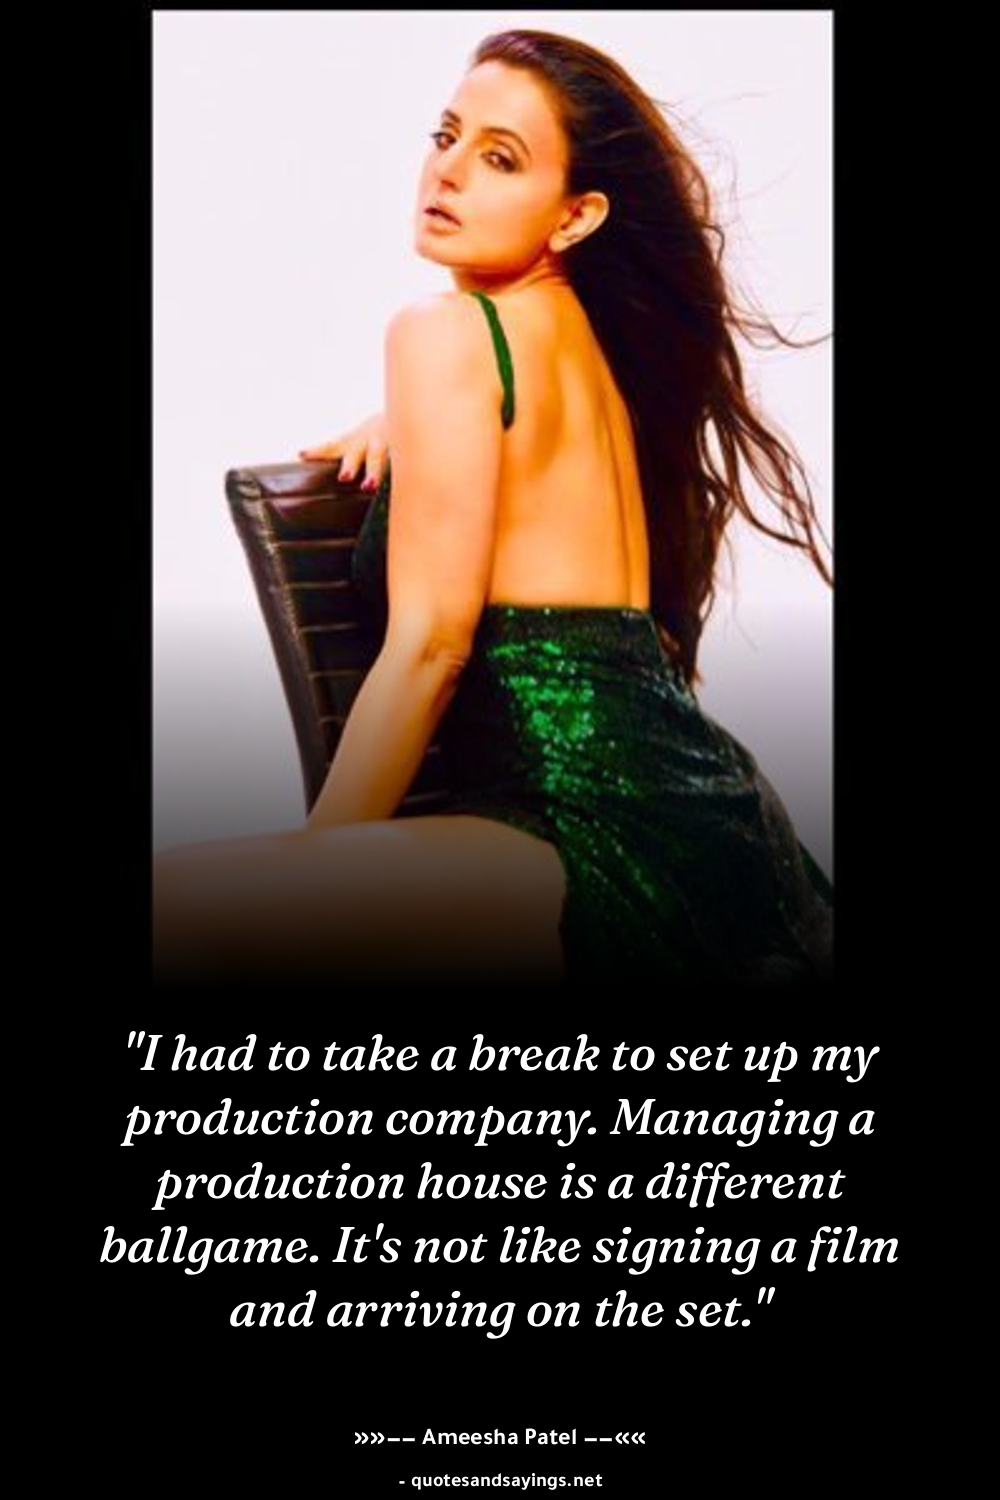 "I had to take a break to set up my
production company. Managing a
production house is a different
ballgame. It's not like signing a film
and arriving on the set."
»»−− Ameesha Patel −−««
- quotesandsayings.net